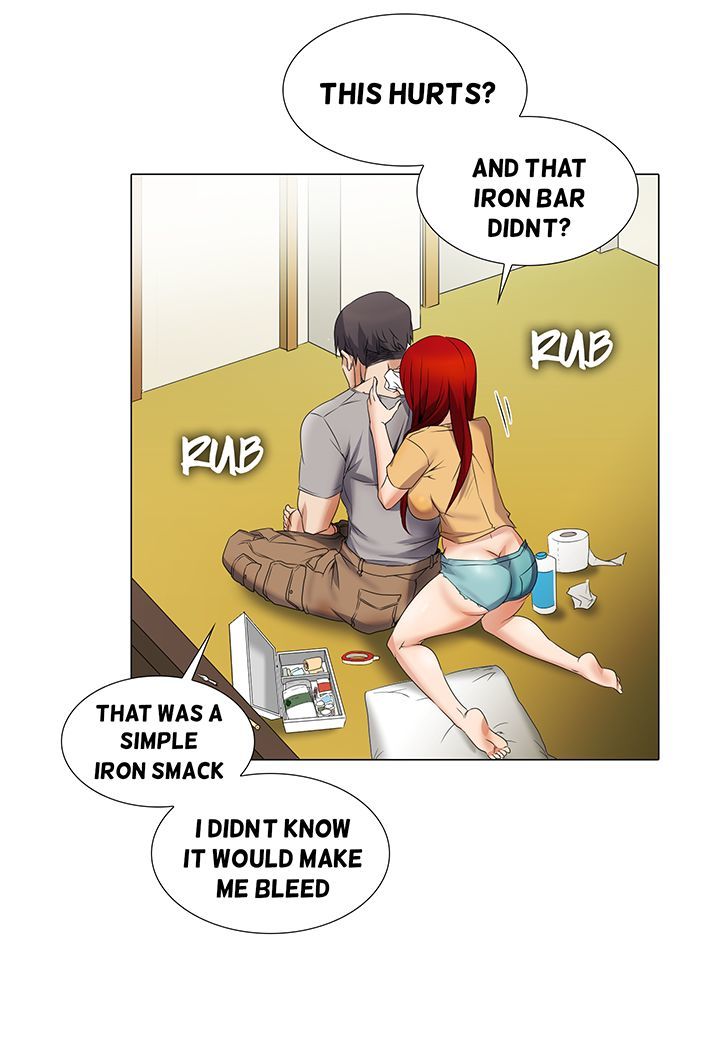 THIS HURTS?
AND THAT
IRON BAR
DIDNT?
RUB
RUB
THAT WAS A
SIMPLE
IRON SMACK
I DIDNT KNOW
IT WOULD MAKE
ME BLEED